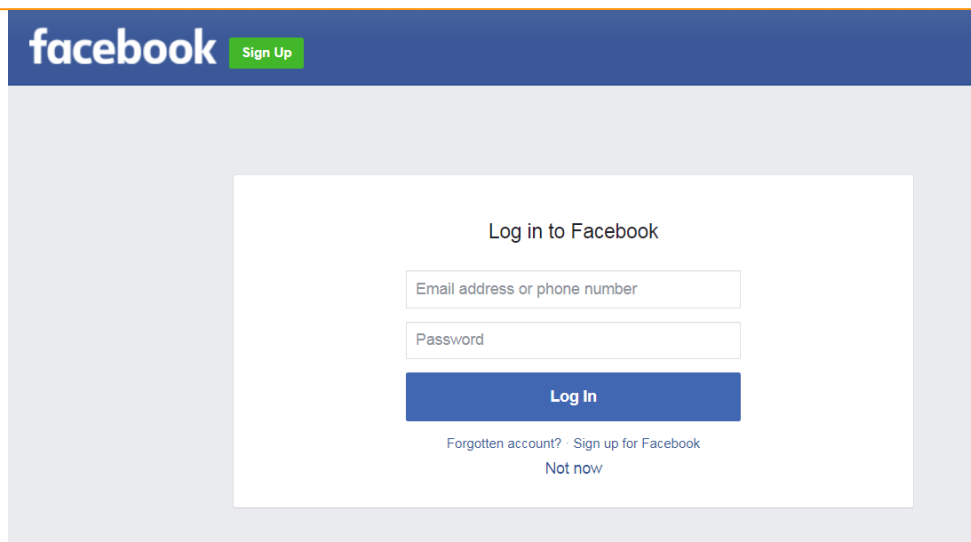 facebook Sign Up
Log in to Facebook
Email address or phone number
Password
Log In
Forgotten account? · Sign up for Facebook
Not now